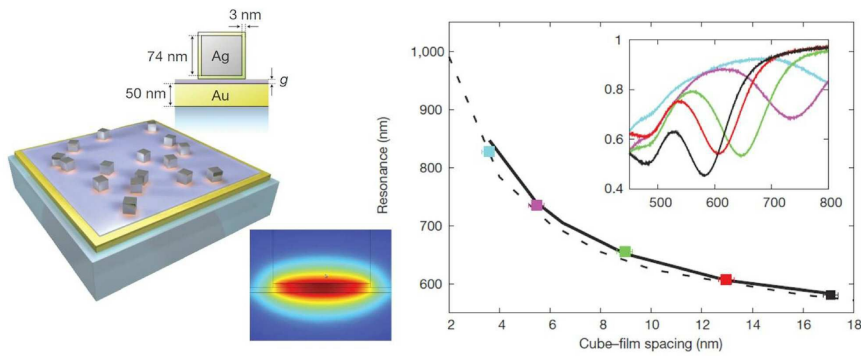 3 nm
74 nm
Ag
g
50 nm
Au
Resonance (nm)
1,000
900
800
700
600
2 4 6 8 10 12 14 16 18
Cube–film spacing (nm)
1
0.8
0.6
0.4
500 600 700 800